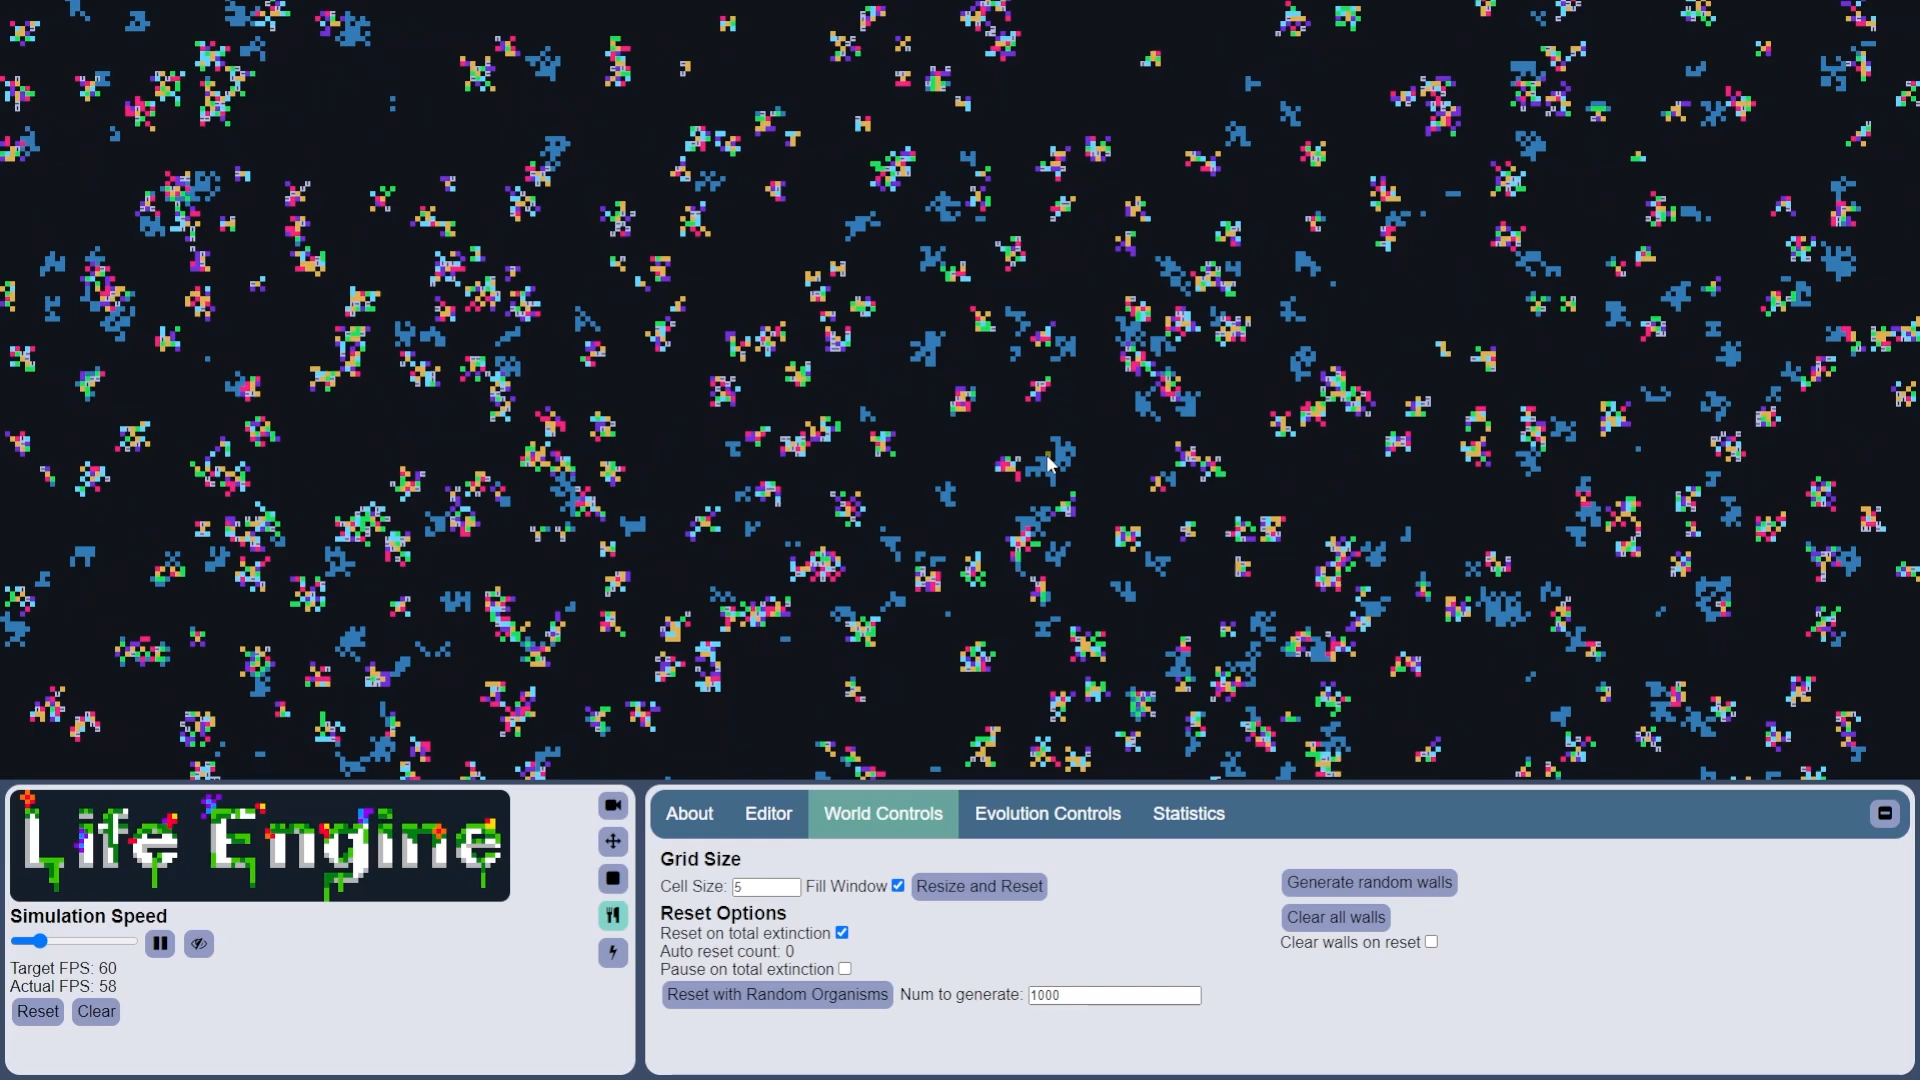 Life Engine
Simulation Speed
Target FPS: 60
Actual FPS: 58
Reset Clear
About Editor World Controls Evolution Controls Statistics
Grid Size
Cell Size: 5 Fill Window Resize and Reset
Reset Options
Reset on total extinction
Auto reset count: 0
Pause on total extinction
Reset with Random Organisms Num to generate: 1000
Generate random walls
Clear all walls
Clear walls on reset